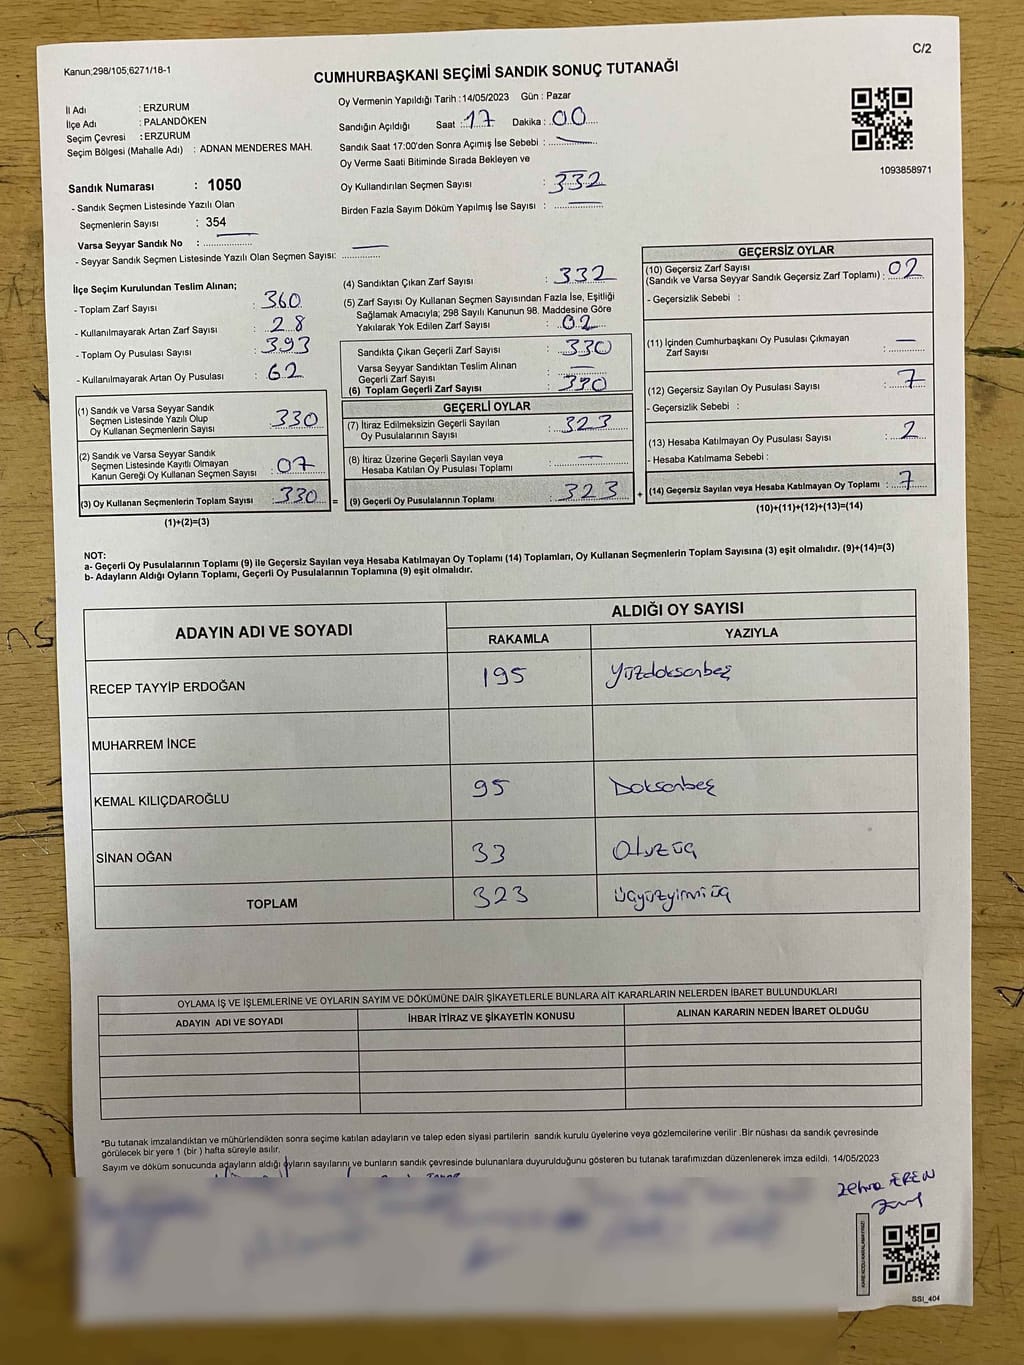 C/2
Kanun;298/105,6271/18-1
CUMHURBAŞKANI SEÇİMİ SANDIK SONUÇ TUTANAĞI
İl Adı : ERZURUM
İlçe Adı : PALANDÖKEN
Seçim Çevresi : ERZURUM
Seçim Bölgesi (Mahalle Adı) : ADNAN MENDERES MAH.
Sandık Numarası : 1050
- Sandık Seçmen Listesinde Yazılı Olan
Seçmenlerin Sayısı : 354
Varsa Seyyar Sandık No :
- Seyyar Sandık Seçmen Listesinde Yazılı Olan Seçmen Sayısı:
Oy Vermenin Yapıldığı Tarih :14/05/2023 Gün : Pazar
Sandığın Açıldığı Saat : 17 Dakika : 00
Sandık Saat 17:00'den Sonra Açımış İse Sebebi :
Oy Verme Saati Bitiminde Sırada Bekleyen ve
Oy Kullandırılan Seçmen Sayısı : 332
Birden Fazla Sayım Döküm Yapılmış İse Sayısı :
1093858971
İlçe Seçim Kurulundan Teslim Alınan;
- Toplam Zarf Sayısı : 360
- Kullanılmayarak Artan Zarf Sayısı : 28
- Toplam Oy Pusulası Sayısı : 393
- Kullanılmayarak Artan Oy Pusulası : 62
(1) Sandık ve Varsa Seyyar Sandık
Seçmen Listesinde Yazılı Olup
Oy Kullanan Seçmenlerin Sayısı : 330
(2) Sandık ve Varsa Seyyar Sandık
Seçmen Listesinde Kayıtlı Olmayan
Kanun Gereği Oy Kullanan Seçmen Sayısı : 07
(3) Oy Kullanan Seçmenlerin Toplam Sayısı : 330 =
(1)+(2)=(3)
(4) Sandıktan Çıkan Zarf Sayısı : 332
(5) Zarf Sayısı Oy Kullanan Seçmen Sayısından Fazla İse, Eşitliği
Sağlamak Amacıyla; 298 Sayılı Kanunun 98. Maddesine Göre
Yakılarak Yok Edilen Zarf Sayısı : 02
Sandıkta Çıkan Geçerli Zarf Sayısı : 330
Varsa Seyyar Sandıktan Teslim Alınan
Geçerli Zarf Sayısı :
(6) Toplam Geçerli Zarf Sayısı : 330
GEÇERLİ OYLAR
(7) İtiraz Edilmeksizin Geçerli Sayılan
Oy Pusulalarının Sayısı : 323
(8) İtiraz Üzerine Geçerli Sayılan veya
Hesaba Katılan Oy Pusulası Toplamı :
(9) Geçerli Oy Pusulalarının Toplamı : 323 +
GEÇERSİZ OYLAR
(10) Geçersiz Zarf Sayısı
(Sandık ve Varsa Seyyar Sandık Geçersiz Zarf Toplamı) : 02
- Geçersizlik Sebebi :
(11) İçinden Cumhurbaşkanı Oy Pusulası Çıkmayan
Zarf Sayısı :
(12) Geçersiz Sayılan Oy Pusulası Sayısı : 7
- Geçersizlik Sebebi :
(13) Hesaba Katılmayan Oy Pusulası Sayısı : 2
- Hesaba Katılmama Sebebi :
(14) Geçersiz Sayılan veya Hesaba Katılmayan Oy Toplamı : 7
(10)+(11)+(12)+(13)=(14)
NOT:
a- Geçerli Oy Pusulalarının Toplamı (9) ile Geçersiz Sayılan veya Hesaba Katılmayan Oy Toplamı (14) Toplamları, Oy Kullanan Seçmenlerin Toplam Sayısına (3) eşit olmalıdır. (9)+(14)=(3)
b- Adayların Aldığı Oyların Toplamı, Geçerli Oy Pusulalarının Toplamına (9) eşit olmalıdır.
ADAYIN ADI VE SOYADI
ALDIĞI OY SAYISI
RAKAMLA YAZIYLA
RECEP TAYYİP ERDOĞAN 195 Yüzdoksanbeş
MUHARREM İNCE
KEMAL KILIÇDAROĞLU 95 Doksanbeş
SİNAN OĞAN 33 Otuzüç
TOPLAM 323 üçyüzyirmiüç
OYLAMA İŞ VE İŞLEMLERİNE VE OYLARIN SAYIM VE DÖKÜMÜNE DAİR ŞİKAYETLERLE BUNLARA AİT KARARLARIN NELERDEN İBARET BULUNDUKLARI
ADAYIN ADI VE SOYADI İHBAR İTİRAZ VE ŞİKAYETİN KONUSU ALINAN KARARIN NEDEN İBARET OLDUĞU
*Bu tutanak imzalandıktan ve mühürlendikten sonra seçime katılan adayların ve talep eden siyasi partilerin sandık kurulu üyelerine veya gözlemcilerine verilir .Bir nüshası da sandık çevresinde
görülecek bir yere 1 (bir ) hafta süreyle asılır.
Sayım ve döküm sonucunda adayların aldığı oyların sayılarını ve bunların sandık çevresinde bulunanlara duyurulduğunu gösteren bu tutanak tarafımızdan düzenlenerek imza edildi. 14/05/2023
Zehra EREN
SSI_404